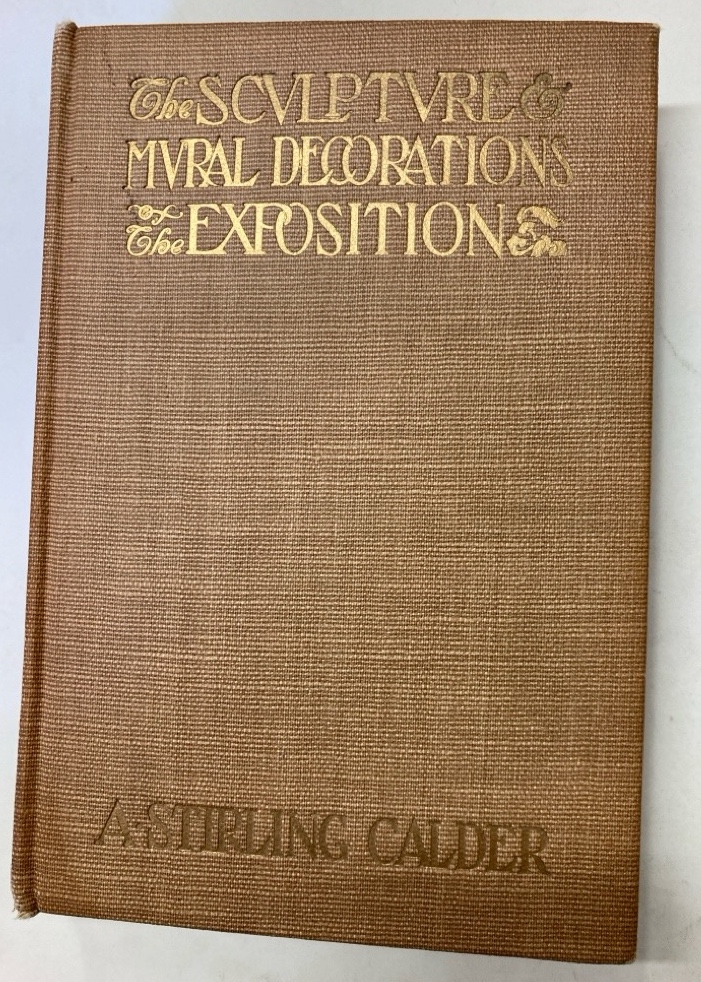 The SCVLPTVRE &
MVRAL DECORATIONS
of The EXPOSITION
A·STIRLING CALDER